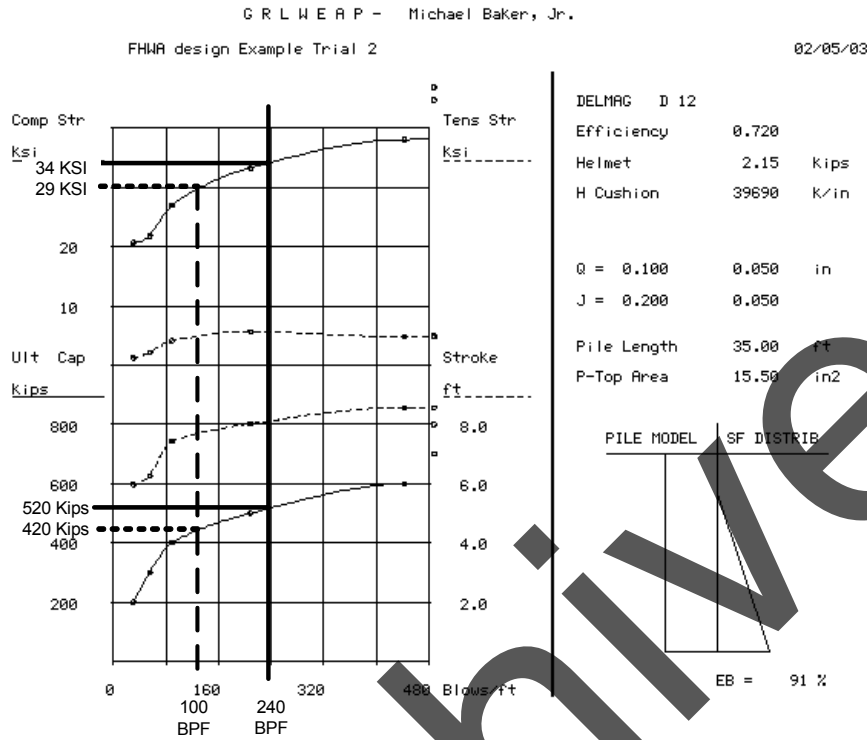 G R L W E A P - Michael Baker, Jr.
FHWA design Example Trial 2 02/05/03
Comp Str
Ksi
34 KSI
29 KSI
20
10
Ult Cap
Kips
800
600
520 Kips
420 Kips
400
200
Tens Str
Ksi
Stroke
ft
8.0
6.0
4.0
2.0
0 160 320 480 Blows/ft
100
BPF
240
BPF
DELMAG D 12
Efficiency 0.720
Helmet 2.15 Kips
H Cushion 39690 K/in
Q = 0.100 0.050 in
J = 0.200 0.050
Pile Length 35.00 ft
P-Top Area 15.50 in2
PILE MODEL SF DISTRIB
EB = 91 %
hive